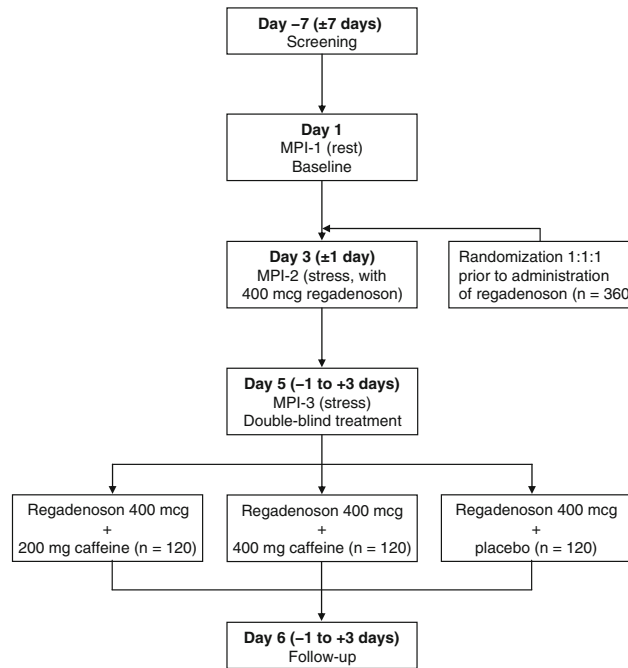 Day −7 (±7 days)
Screening
Day 1
MPI-1 (rest)
Baseline
Day 3 (±1 day)
MPI-2 (stress, with
400 mcg regadenoson)
Randomization 1:1:1
prior to administration
of regadenoson (n = 360)
Day 5 (−1 to +3 days)
MPI-3 (stress)
Double-blind treatment
Regadenoson 400 mcg
+
200 mg caffeine (n = 120)
Regadenoson 400 mcg
+
400 mg caffeine (n = 120)
Regadenoson 400 mcg
+
placebo (n = 120)
Day 6 (−1 to +3 days)
Follow-up